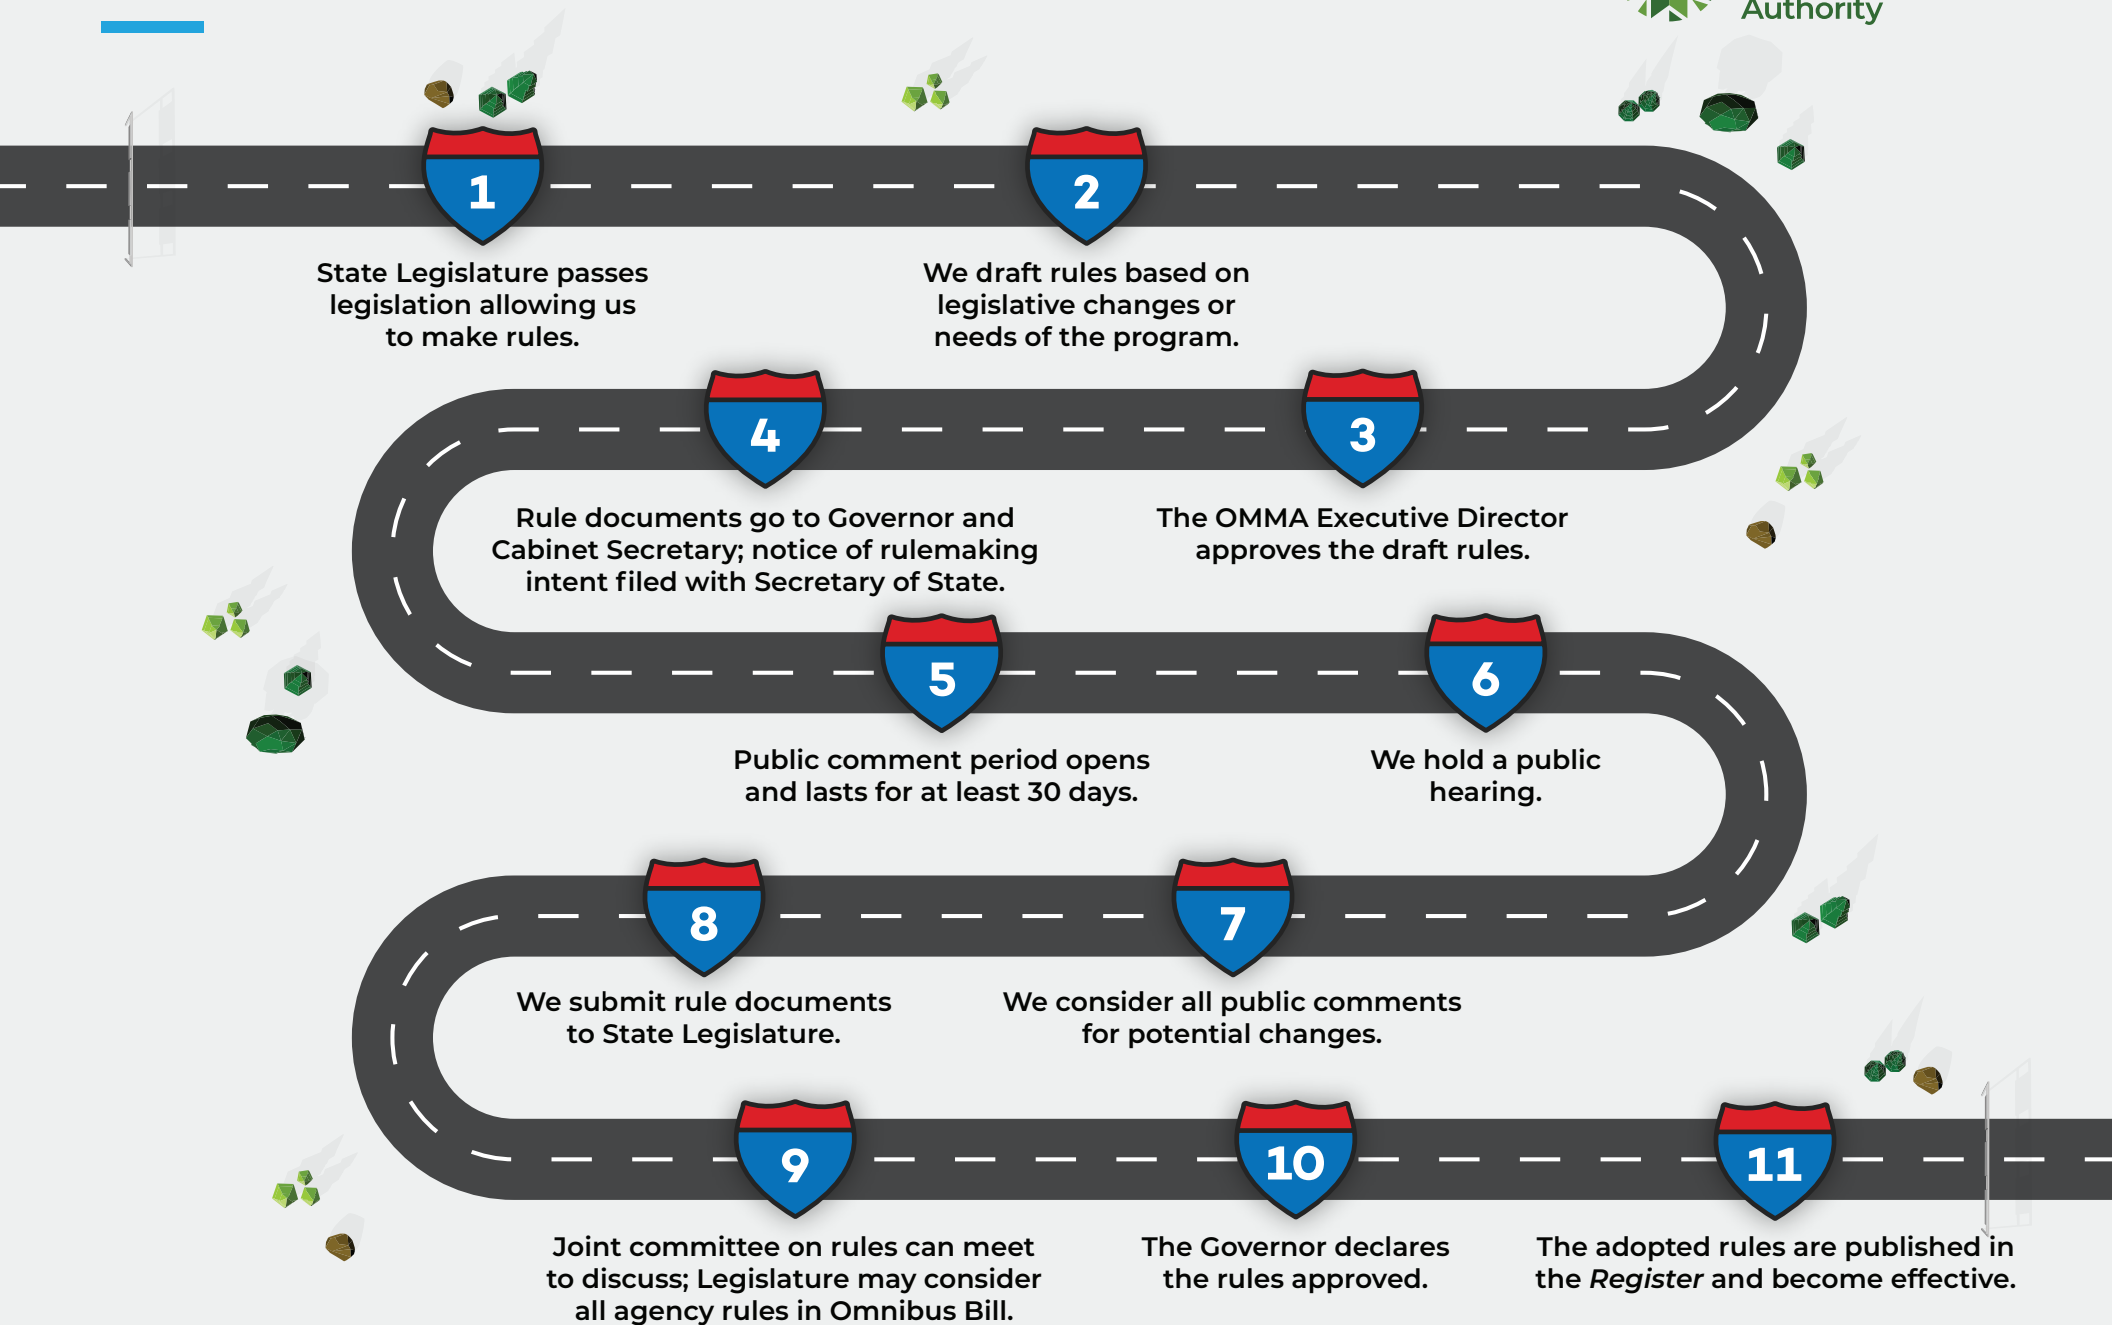 Authority
1
State Legislature passes
legislation allowing us
to make rules.
2
We draft rules based on
legislative changes or
needs of the program.
3
The OMMA Executive Director
approves the draft rules.
4
Rule documents go to Governor and
Cabinet Secretary; notice of rulemaking
intent filed with Secretary of State.
5
Public comment period opens
and lasts for at least 30 days.
6
We hold a public
hearing.
7
We consider all public comments
for potential changes.
8
We submit rule documents
to State Legislature.
9
Joint committee on rules can meet
to discuss; Legislature may consider
all agency rules in Omnibus Bill.
10
The Governor declares
the rules approved.
11
The adopted rules are published in
the Register and become effective.